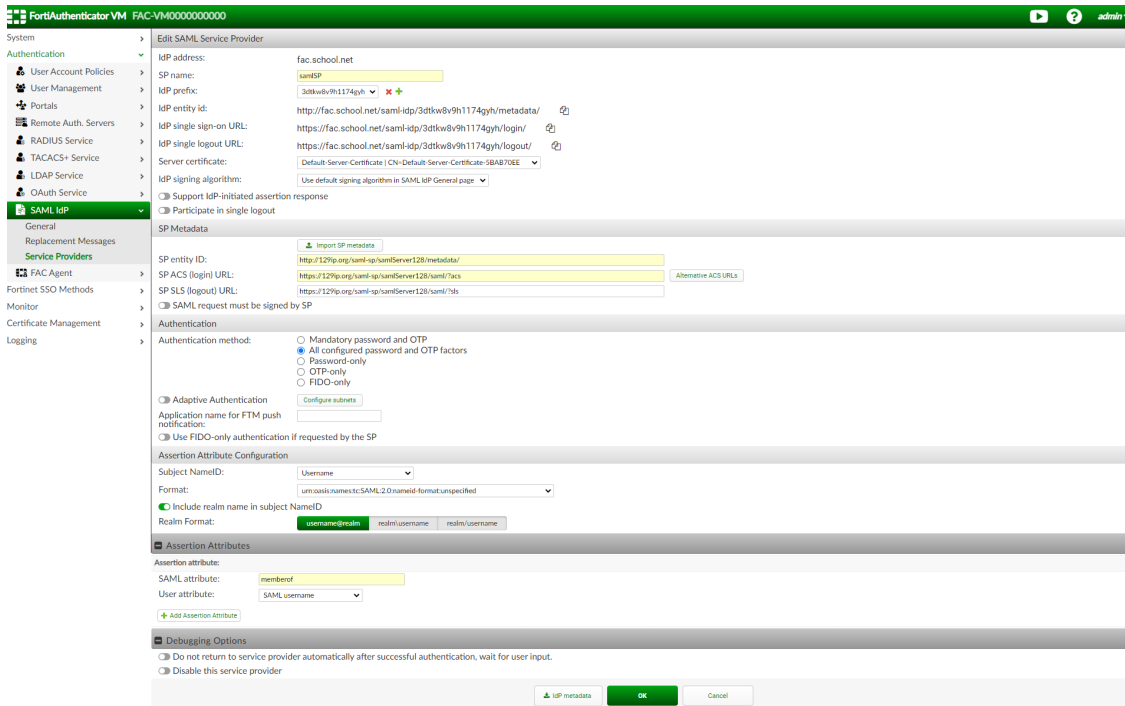 FortiAuthenticator VM FAC-VM0000000000 admin
System
Authentication
User Account Policies
User Management
Portals
Remote Auth. Servers
RADIUS Service
TACACS+ Service
LDAP Service
OAuth Service
SAML IdP
General
Replacement Messages
Service Providers
FAC Agent
Fortinet SSO Methods
Monitor
Certificate Management
Logging
Edit SAML Service Provider
IdP address: fac.school.net
SP name: samlSP
IdP prefix: 3dtkw8v9h1174gyh
IdP entity id: http://fac.school.net/saml-idp/3dtkw8v9h1174gyh/metadata/
IdP single sign-on URL: https://fac.school.net/saml-idp/3dtkw8v9h1174gyh/login/
IdP single logout URL: https://fac.school.net/saml-idp/3dtkw8v9h1174gyh/logout/
Server certificate: Default-Server-Certificate | CN=Default-Server-Certificate-5BAB70EE
IdP signing algorithm: Use default signing algorithm in SAML IdP General page
Support IdP-initiated assertion response
Participate in single logout
SP Metadata
Import SP metadata
SP entity ID: http://129ip.org/saml-sp/samlServer128/metadata/
SP ACS (login) URL: https://129ip.org/saml-sp/samlServer128/saml/?acs Alternative ACS URLs
SP SLS (logout) URL: https://129ip.org/saml-sp/samlServer128/saml/?sls
SAML request must be signed by SP
Authentication
Authentication method: Mandatory password and OTP
All configured password and OTP factors
Password-only
OTP-only
FIDO-only
Adaptive Authentication Configure subnets
Application name for FTM push
notification:
Use FIDO-only authentication if requested by the SP
Assertion Attribute Configuration
Subject NameID: Username
Format: urn:oasis:names:tc:SAML:2.0:nameid-format:unspecified
Include realm name in subject NameID
Realm Format: username@realm realm\username realm/username
Assertion Attributes
Assertion attribute:
SAML attribute: memberof
User attribute: SAML username
Add Assertion Attribute
Debugging Options
Do not return to service provider automatically after successful authentication, wait for user input.
Disable this service provider
IdP metadata OK Cancel